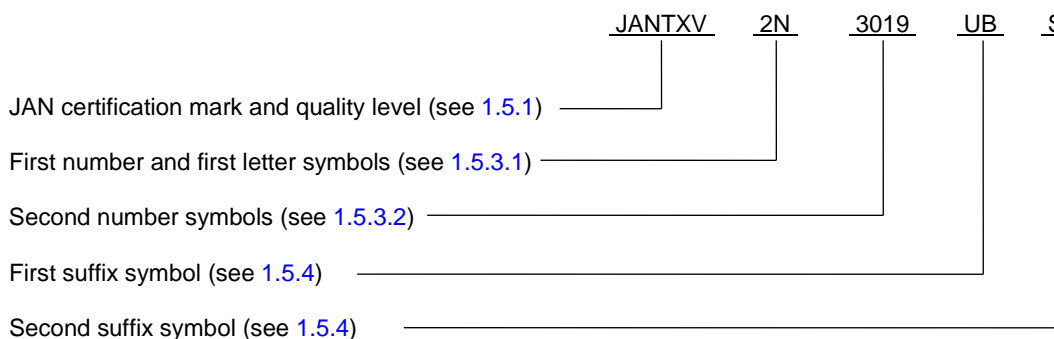 JANTXV 2N 3019 UB
JAN certification mark and quality level (see 1.5.1)
First number and first letter symbols (see 1.5.3.1)
Second number symbols (see 1.5.3.2)
First suffix symbol (see 1.5.4)
Second suffix symbol (see 1.5.4)